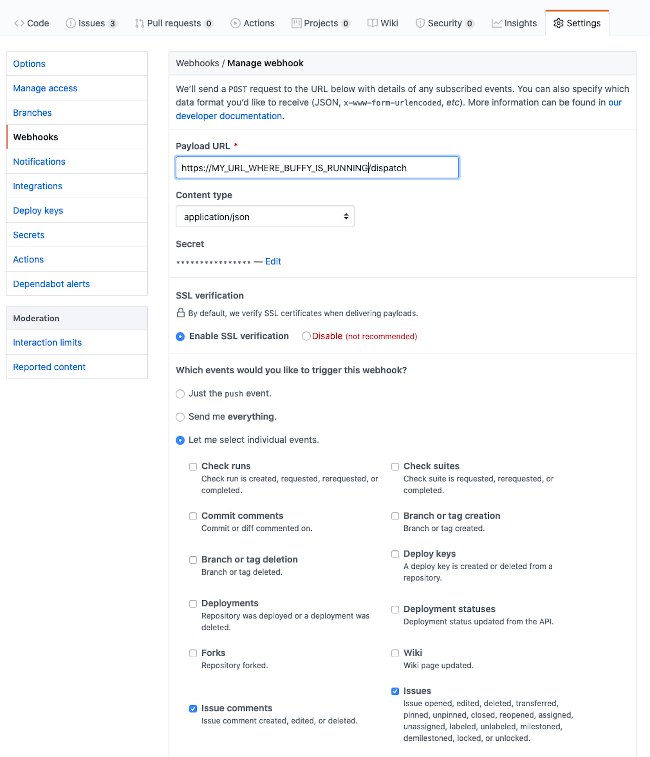 Code Issues 3 Pull requests 0 Actions Projects 0 Wiki Security 0 Insights Settings
Options
Manage access
Branches
Webhooks
Notifications
Integrations
Deploy keys
Secrets
Actions
Dependabot alerts
Moderation
Interaction limits
Reported content
Webhooks / Manage webhook
We'll send a POST request to the URL below with details of any subscribed events. You can also specify which
data format you'd like to receive (JSON, x-www-form-urlencoded, etc). More information can be found in our
developer documentation.
Payload URL *
https://MY_URL_WHERE_BUFFY_IS_RUNNING/dispatch
Content type
application/json
Secret
•••••••••••••••• — Edit
SSL verification
By default, we verify SSL certificates when delivering payloads.
Enable SSL verification Disable (not recommended)
Which events would you like to trigger this webhook?
Just the push event.
Send me everything.
Let me select individual events.
Check runs
Check run is created, requested, rerequested, or
completed.
Check suites
Check suite is requested, rerequested, or
completed.
Commit comments
Commit or diff commented on.
Branch or tag creation
Branch or tag created.
Branch or tag deletion
Branch or tag deleted.
Deploy keys
A deploy key is created or deleted from a
repository.
Deployments
Repository was deployed or a deployment was
deleted.
Deployment statuses
Deployment status updated from the API.
Forks
Repository forked.
Wiki
Wiki page updated.
Issue comments
Issue comment created, edited, or deleted.
Issues
Issue opened, edited, deleted, transferred,
pinned, unpinned, closed, reopened, assigned,
unassigned, labeled, unlabeled, milestoned,
demilestoned, locked, or unlocked.